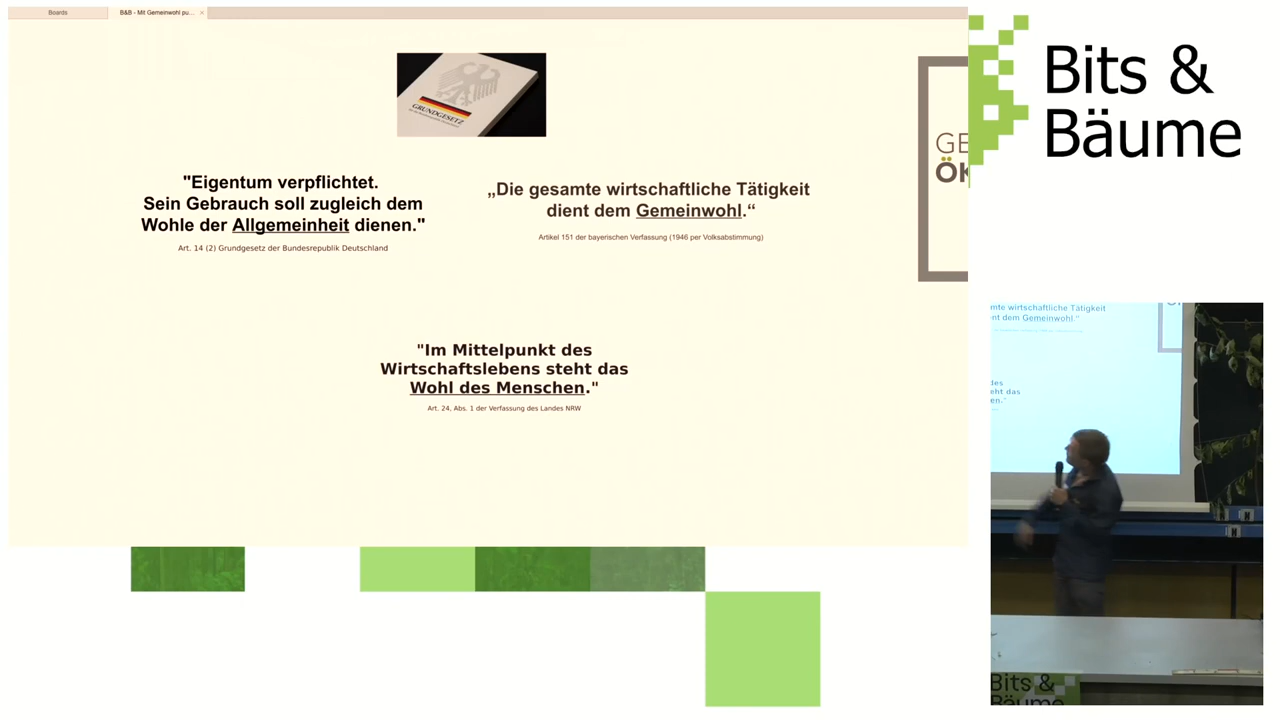 Boards
B&B - Mit Gemeinwohl pu...
GRUNDGESETZ
"Eigentum verpflichtet.
Sein Gebrauch soll zugleich dem
Wohle der Allgemeinheit dienen."
Art. 14 (2) Grundgesetz der Bundesrepublik Deutschland
„Die gesamte wirtschaftliche Tätigkeit
dient dem Gemeinwohl.“
Artikel 151 der bayerischen Verfassung (1946 per Volksabstimmung)
"Im Mittelpunkt des
Wirtschaftslebens steht das
Wohl des Menschen."
Art. 24, Abs. 1 der Verfassung des Landes NRW
GE
ÖK
Bits &
Bäume
mte wirtschaftliche Tätigkeit
ent dem Gemeinwohl.“
des
eht das
en."
Bits &
Bäume